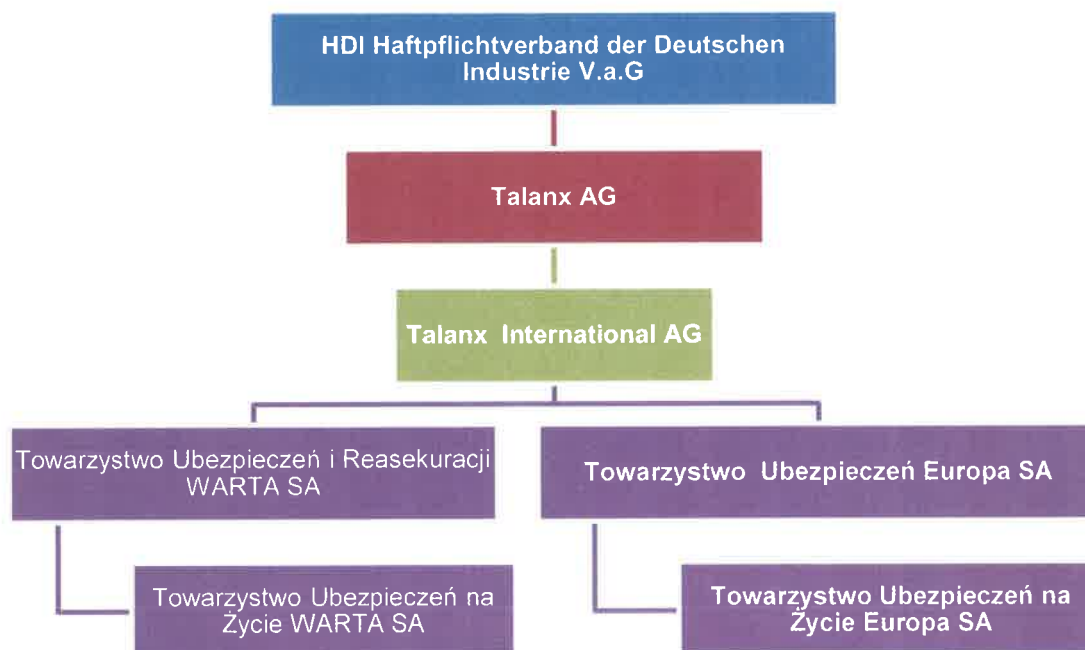 HDI Haftpflichtverband der Deutschen
Industrie V.a.G
Talanx AG
Talanx International AG
Towarzystwo Ubezpieczeń i Reasekuracji
WARTA SA
Towarzystwo Ubezpieczeń Europa SA
Towarzystwo Ubezpieczeń na
Życie WARTA SA
Towarzystwo Ubezpieczeń na
Życie Europa SA